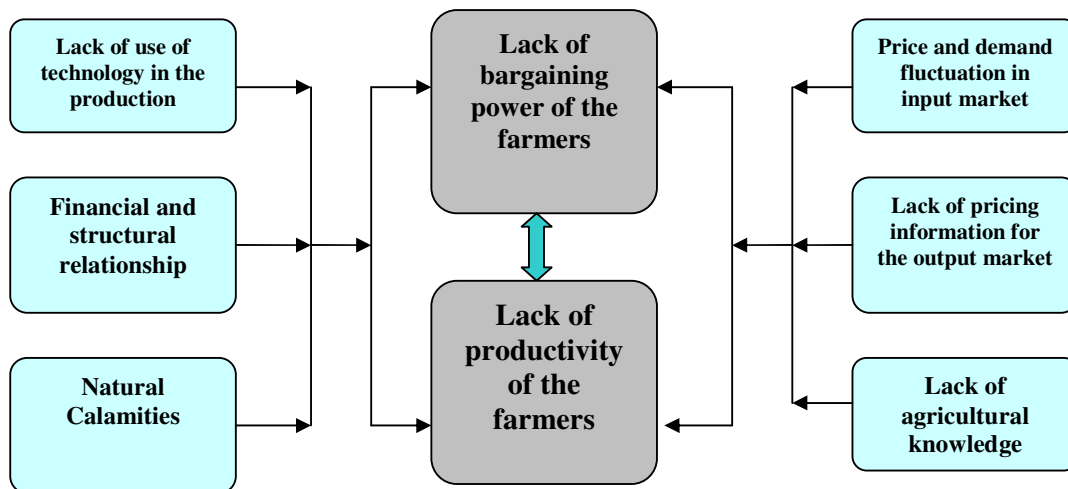 Lack of use of
technology in the
production
Financial and
structural
relationship
Natural
Calamities
Lack of
bargaining
power of the
farmers
Lack of
productivity
of the
farmers
Price and demand
fluctuation in
input market
Lack of pricing
information for
the output market
Lack of
agricultural
knowledge